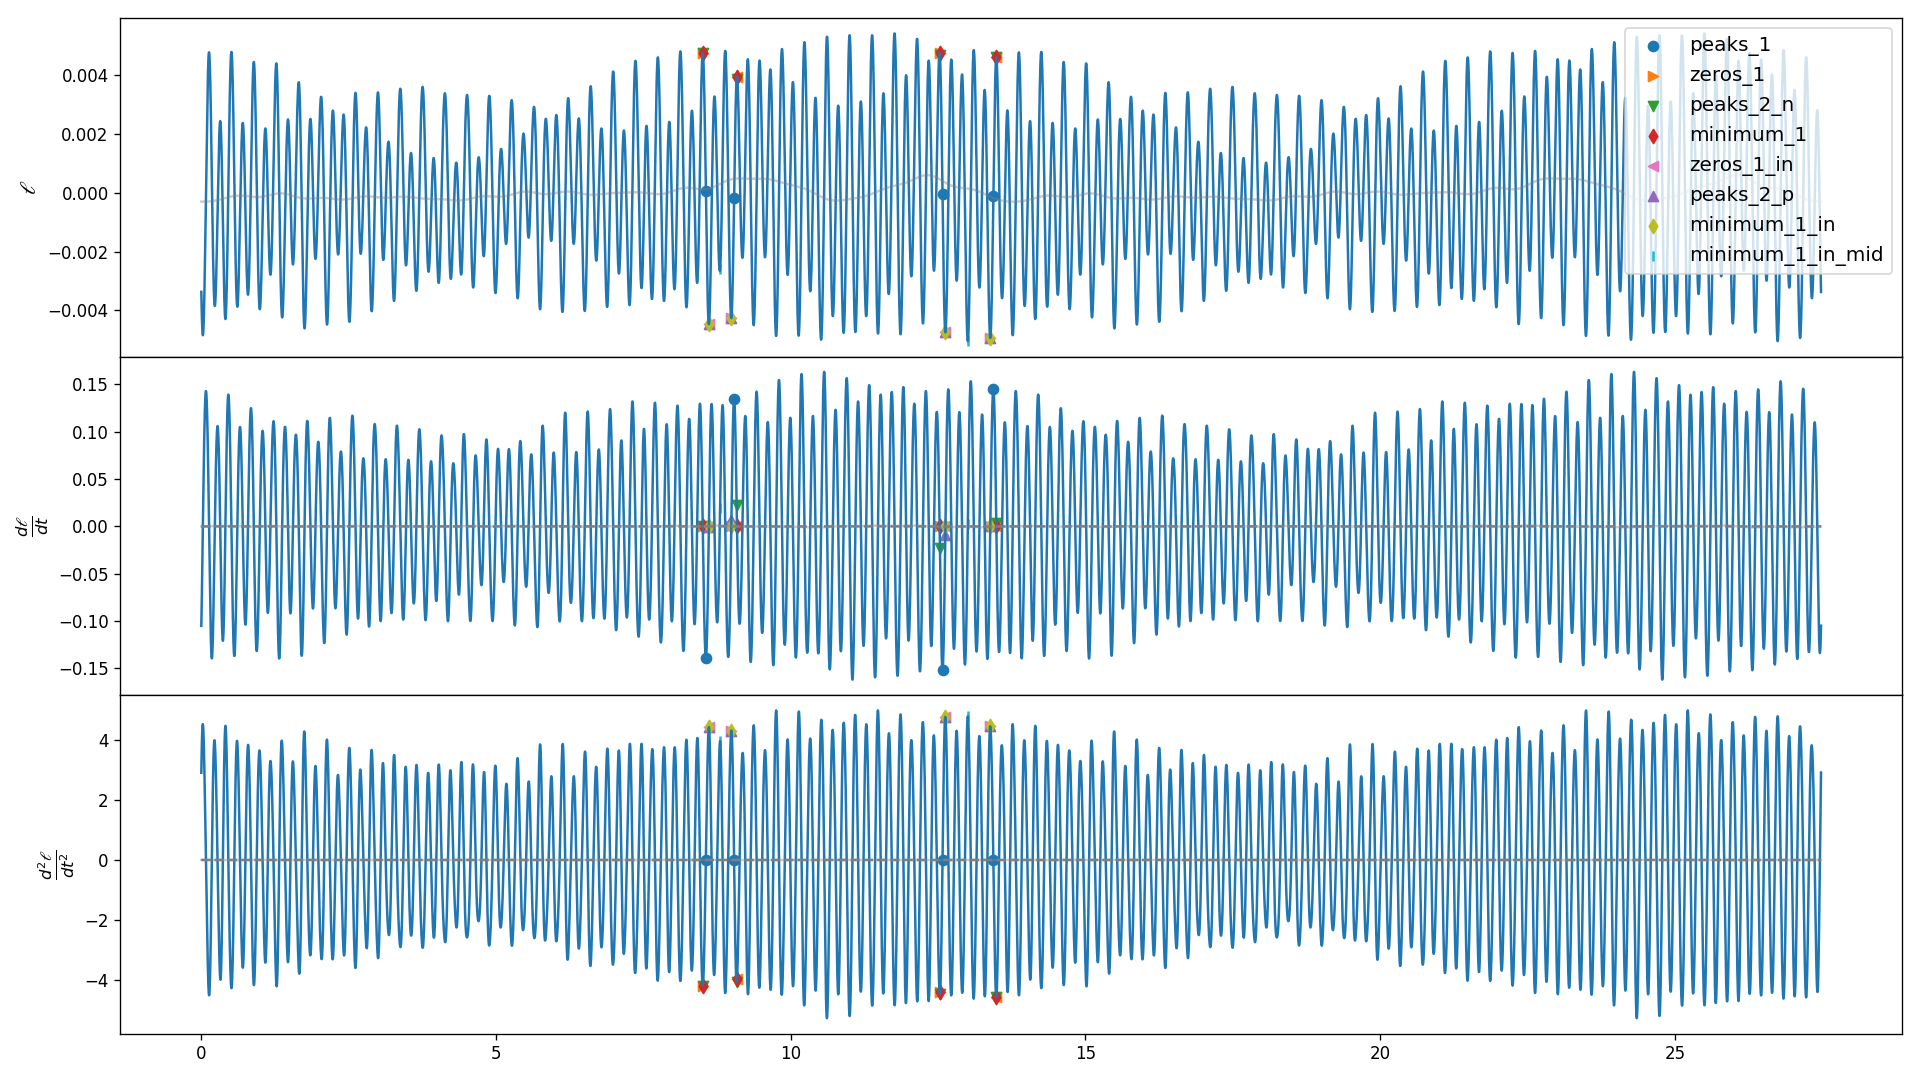 ℓ
0.004
0.002
0.000
−0.002
−0.004
peaks_1
zeros_1
peaks_2_n
minimum_1
zeros_1_in
peaks_2_p
minimum_1_in
minimum_1_in_mid
dℓ
dt
0.15
0.10
0.05
0.00
−0.05
−0.10
−0.15
d²ℓ
dt²
4
2
0
−2
−4
0 5 10 15 20 25